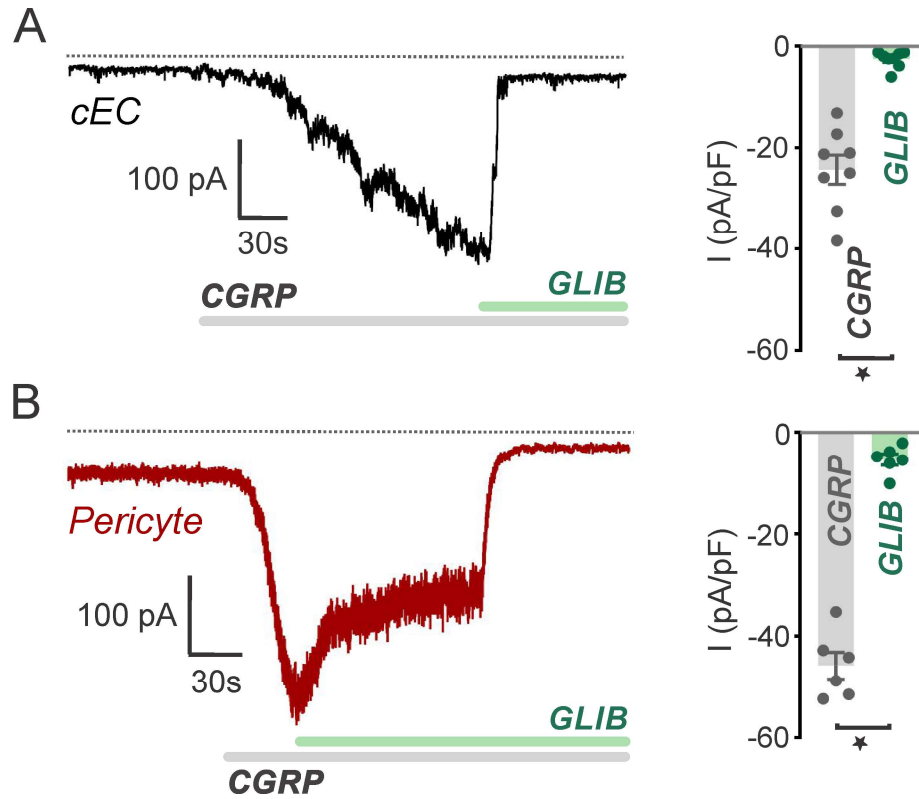 A
cEC
100 pA
30s
CGRP
GLIB
0
-20
-40
-60
I (pA/pF)
CGRP
GLIB
★
B
Pericyte
100 pA
30s
GLIB
CGRP
0
-20
-40
-60
I (pA/pF)
CGRP
GLIB
★